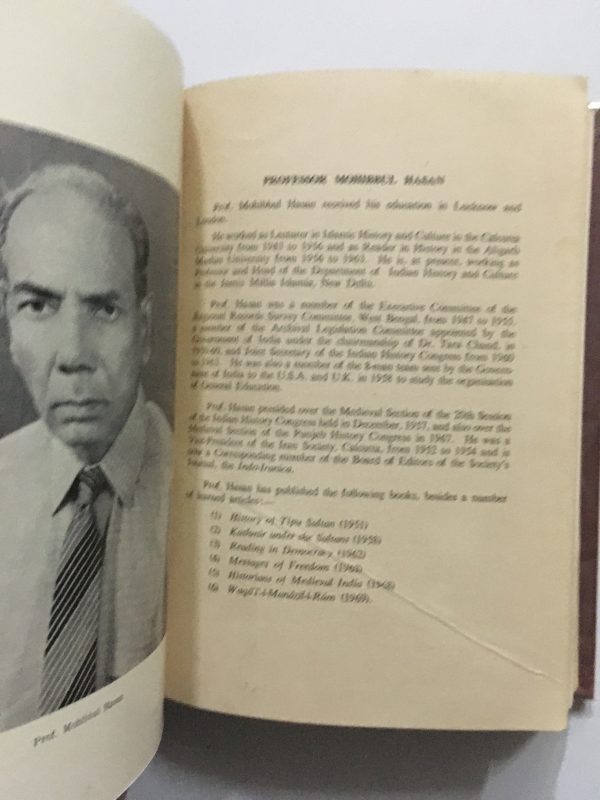 PROFESSOR MOHIBBUL HASAN
Prof. Mohibbul Hasan received his education in Lucknow and
London.
He worked as Lecturer in Islamic History and Culture in the Calcutta
University from 1941 to 1956 and as Reader in History in the Aligarh
Muslim University from 1956 to 1963. He is, at present, working as
Professor and Head of the Department of Indian History and Culture
in the Jamia Millia Islamia, New Delhi.
Prof. Hasan was a member of the Executive Committee of the
Regional Records Survey Committee, West Bengal, from 1947 to 1955,
a member of the Archival Legislation Committee appointed by the
Government of India under the chairmanship of Dr. Tara Chand, in
1959-60, and Joint Secretary of the Indian History Congress from 1960
to He was also a member of the 8-man team sent by the Govern-
ment of India to the U.S.A. and U.K. in 1958 to study the organisation
of General Education.
Prof. Hasan presided over the Medieval Section of the 20th Session
of the Indian History Congress held in December, 1957, and also over the
Medieval Section of the Punjab History Congress in 1967. He was a
Vice-President of the Iran Society, Calcutta, from 1952 to 1954 and is
now a Corresponding member of the Board of Editors of the Society's
Journal, the Indo-Iranica.
Prof. Hasan has published the following books, besides a number
of learned articles:—
(1) History of Tipu Sultan (1951)
(2) Kashmir under the Sultans (1959)
(3) Reading in Democracy (1962)
(4) Messages of Freedom
(5) Historians of Medieval India (1968)
(6) Waqāi'-i-Manāzil-i-Rūm (1969).
Prof. Mohibbul Hasan